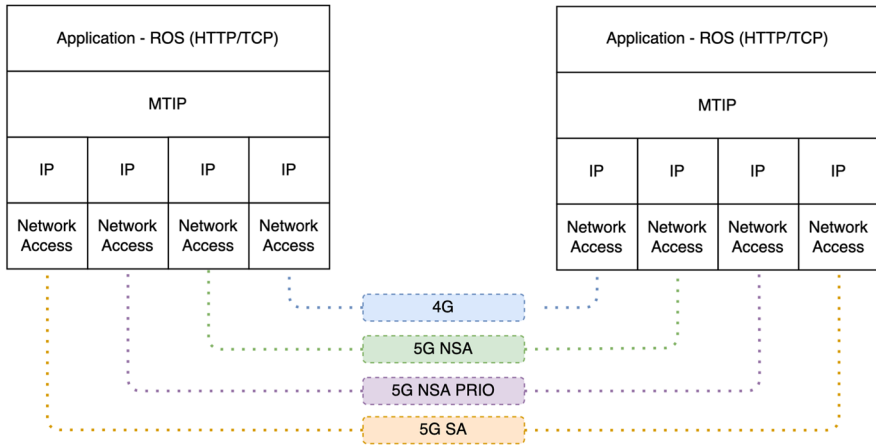 Application - ROS (HTTP/TCP)
MTIP
IP
IP
IP
IP
Network
Access
Network
Access
Network
Access
Network
Access
Application - ROS (HTTP/TCP)
MTIP
IP
IP
IP
IP
Network
Access
Network
Access
Network
Access
Network
Access
4G
5G NSA
5G NSA PRIO
5G SA